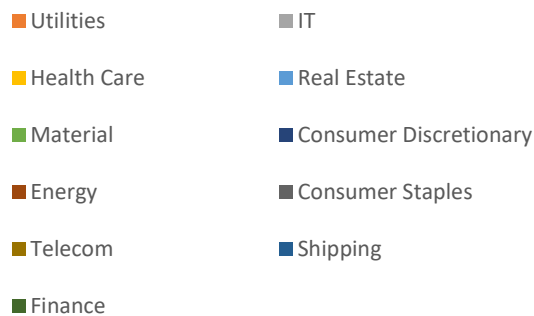 Utilities
IT
Health Care
Real Estate
Material
Consumer Discretionary
Energy
Consumer Staples
Telecom
Shipping
Finance